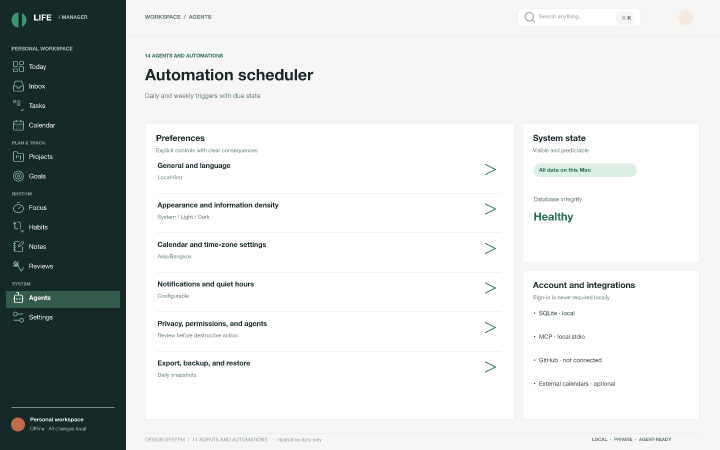 LIFE / MANAGER
PERSONAL WORKSPACE
Today
Inbox
Tasks
Calendar
PLAN & TRACK
Projects
Goals
RHYTHM
Focus
Habits
Notes
Reviews
SYSTEM
Agents
Settings
Personal workspace
Offline · All changes local
WORKSPACE / AGENTS
Search anything...
⌘ K
14 AGENTS AND AUTOMATIONS
Automation scheduler
Daily and weekly triggers with due state
Preferences
Explicit controls with clear consequences
General and language
Local-first
Appearance and information density
System / Light / Dark
Calendar and time-zone settings
Asia/Bangkok
Notifications and quiet hours
Configurable
Privacy, permissions, and agents
Review before destructive action
Export, backup, and restore
Daily snapshots
System state
Visible and predictable
All data on this Mac
Database integrity
Healthy
Account and integrations
Sign-in is never required locally
• SQLite · local
• MCP · local stdio
• GitHub · not connected
• External calendars · optional
DESIGN SYSTEM / 14 AGENTS AND AUTOMATIONS · Illustrative data only
LOCAL · PRIVATE · AGENT-READY